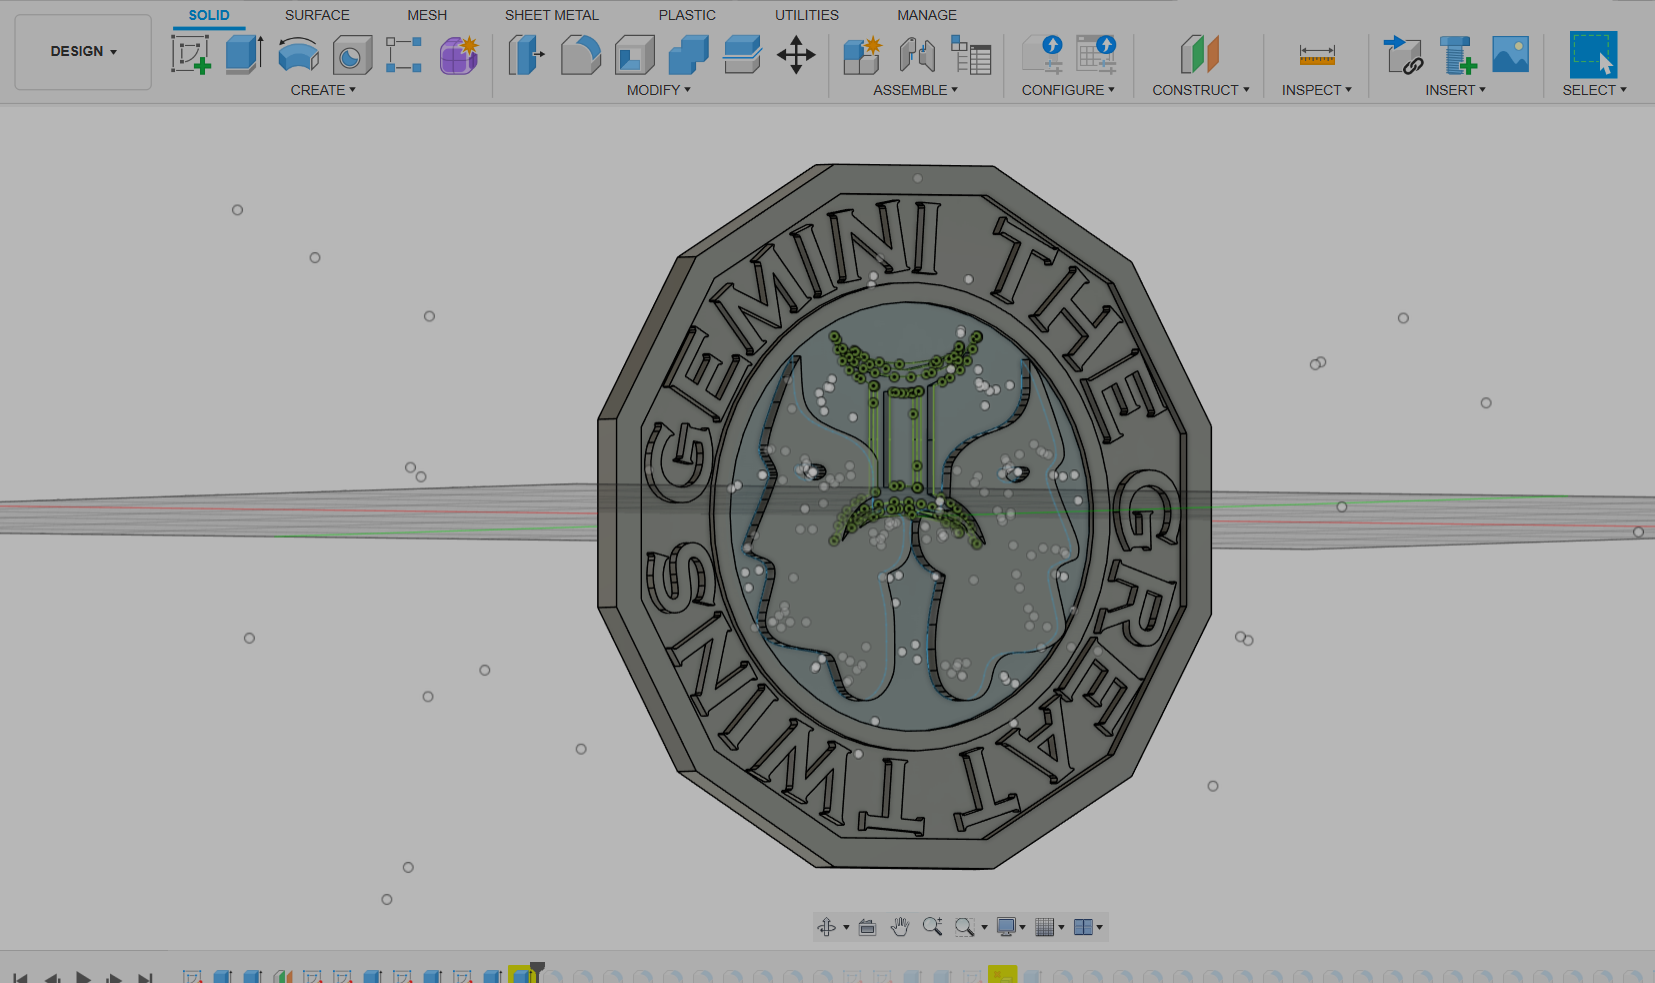 SOLID
SURFACE
MESH
SHEET METAL
PLASTIC
UTILITIES
MANAGE
DESIGN
CREATE
MODIFY
ASSEMBLE
CONFIGURE
CONSTRUCT
INSPECT
INSERT
SELECT
GEMINI THE GREAT TWINS